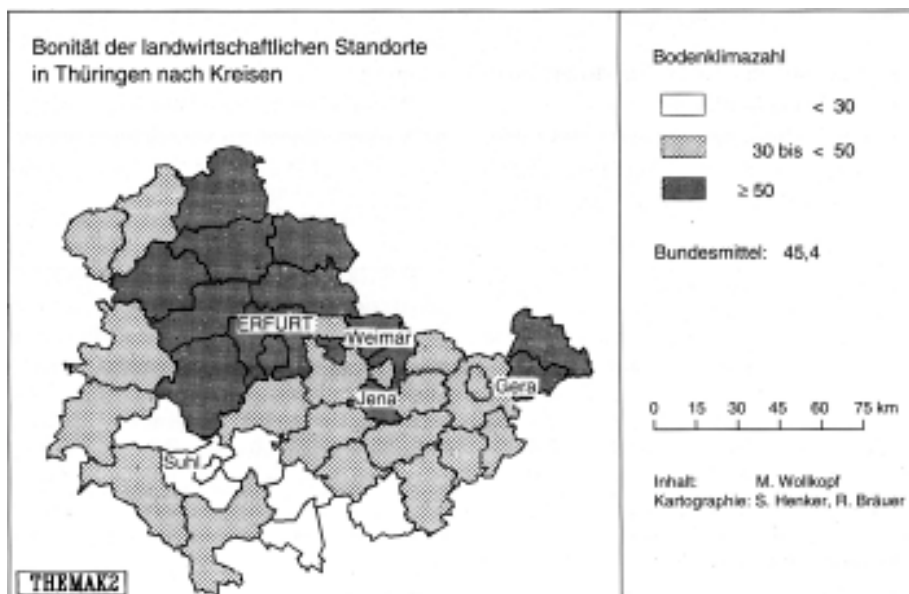 Bonität der landwirtschaftlichen Standorte
in Thüringen nach Kreisen
ERFURT
Weimar
Jena
Gera
Suhl
THEMAK2
Bodenklimazahl
< 30
30 bis < 50
≥ 50
Bundesmittel: 45,4
0 15 30 45 60 75 km
Inhalt: M. Wollkopf
Kartographie: S. Henker, R. Bräuer